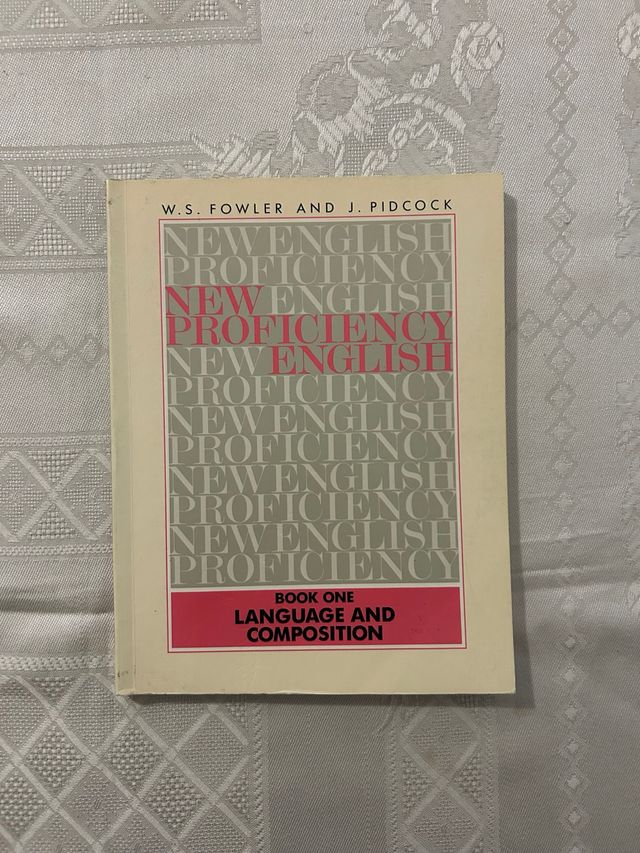 W.S. FOWLER AND J. PIDCOCK
NEW ENGLISH
PROFICIENCY
NEW ENGLISH
PROFICIENCY
NEW ENGLISH
PROFICIENCY
NEW ENGLISH
PROFICIENCY
NEW ENGLISH
PROFICIENCY
NEW ENGLISH
PROFICIENCY
BOOK ONE
LANGUAGE AND
COMPOSITION